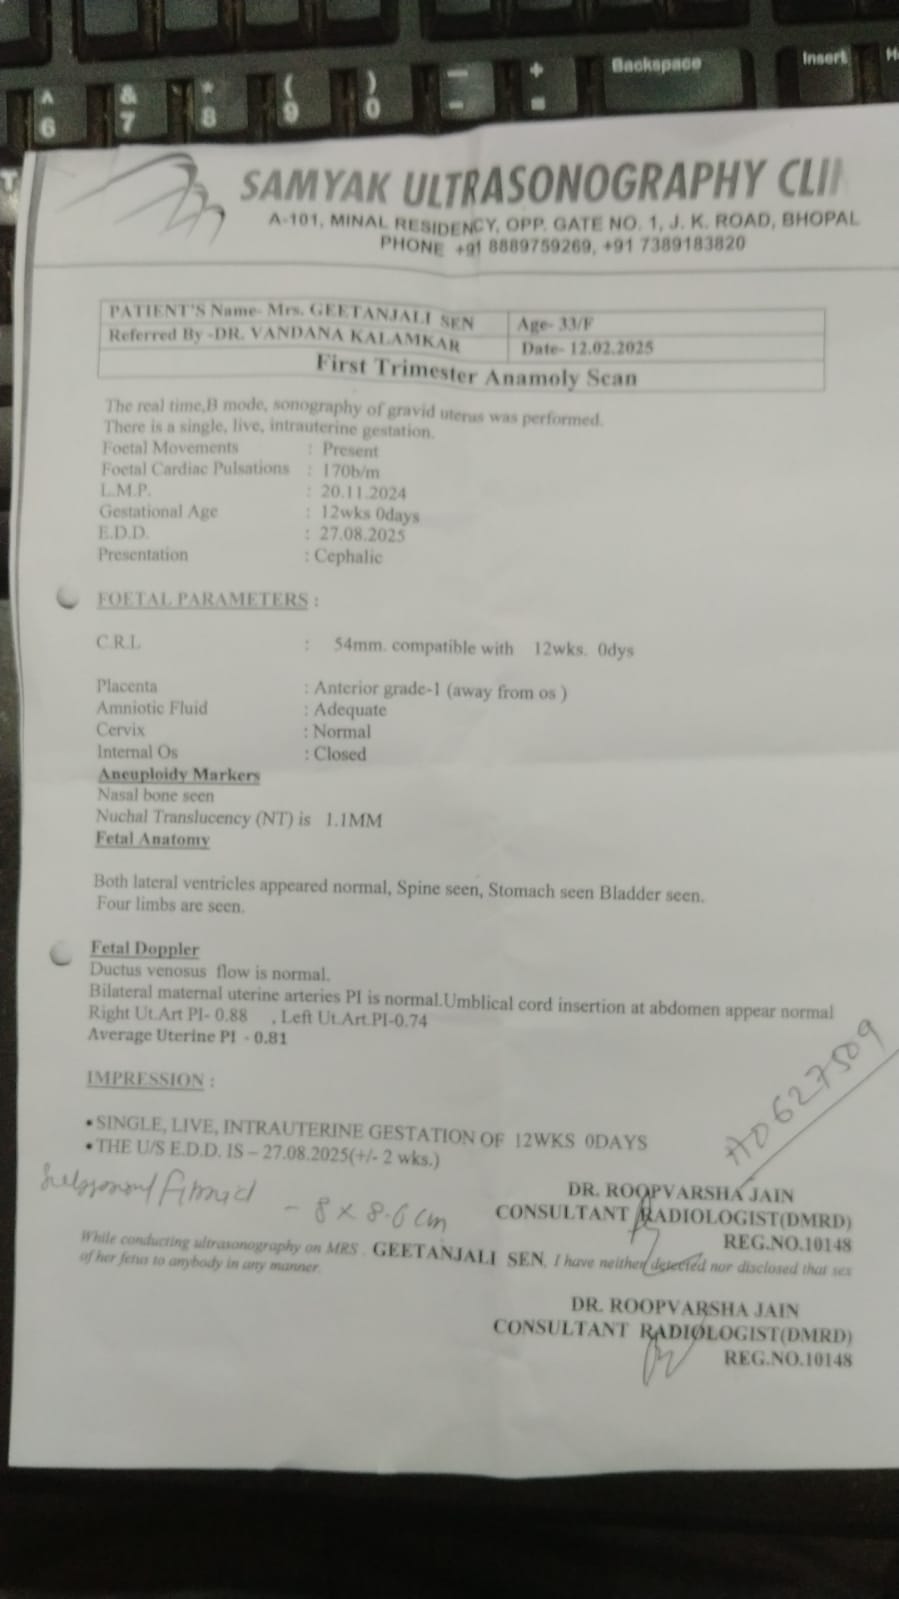 ^ & * ( ) — + Backspace Insert
6 7 8 9 0 - =
SAMYAK ULTRASONOGRAPHY CLIN
A-101, MINAL RESIDENCY, OPP. GATE NO. 1, J. K. ROAD, BHOPAL
PHONE +91 8889759269, +91 7389183820
PATIENT'S Name- Mrs. GEETANJALI SEN Age- 33/F
Referred By -DR. VANDANA KALAMKAR Date- 12.02.2025
First Trimester Anamoly Scan
The real time,B mode, sonography of gravid uterus was performed.
There is a single, live, intrauterine gestation.
Foetal Movements : Present
Foetal Cardiac Pulsations : 170b/m
L.M.P. : 20.11.2024
Gestational Age : 12wks 0days
E.D.D. : 27.08.2025
Presentation : Cephalic
FOETAL PARAMETERS :
C.R.L : 54mm. compatible with 12wks. 0dys
Placenta : Anterior grade-1 (away from os )
Amniotic Fluid : Adequate
Cervix : Normal
Internal Os : Closed
Aneuploidy Markers
Nasal bone seen
Nuchal Translucency (NT) is 1.1MM
Fetal Anatomy
Both lateral ventricles appeared normal, Spine seen, Stomach seen Bladder seen.
Four limbs are seen.
Fetal Doppler
Ductus venosus flow is normal.
Bilateral maternal uterine arteries PI is normal.Umblical cord insertion at abdomen appear normal
Right Ut.Art PI- 0.88 , Left Ut.Art.PI-0.74
Average Uterine PI - 0.81
IMPRESSION :
• SINGLE, LIVE, INTRAUTERINE GESTATION OF 12WKS 0DAYS
• THE U/S E.D.D. IS – 27.08.2025(+/- 2 wks.)
Fibroid - 8 x 8.6 cm
DR. ROOPVARSHA JAIN
CONSULTANT RADIOLOGIST(DMRD)
REG.NO.10148
While conducting ultrasonography on MRS . GEETANJALI SEN, I have neither detected nor disclosed that sex
of her fetus to anybody in any manner.
DR. ROOPVARSHA JAIN
CONSULTANT RADIOLOGIST(DMRD)
REG.NO.10148